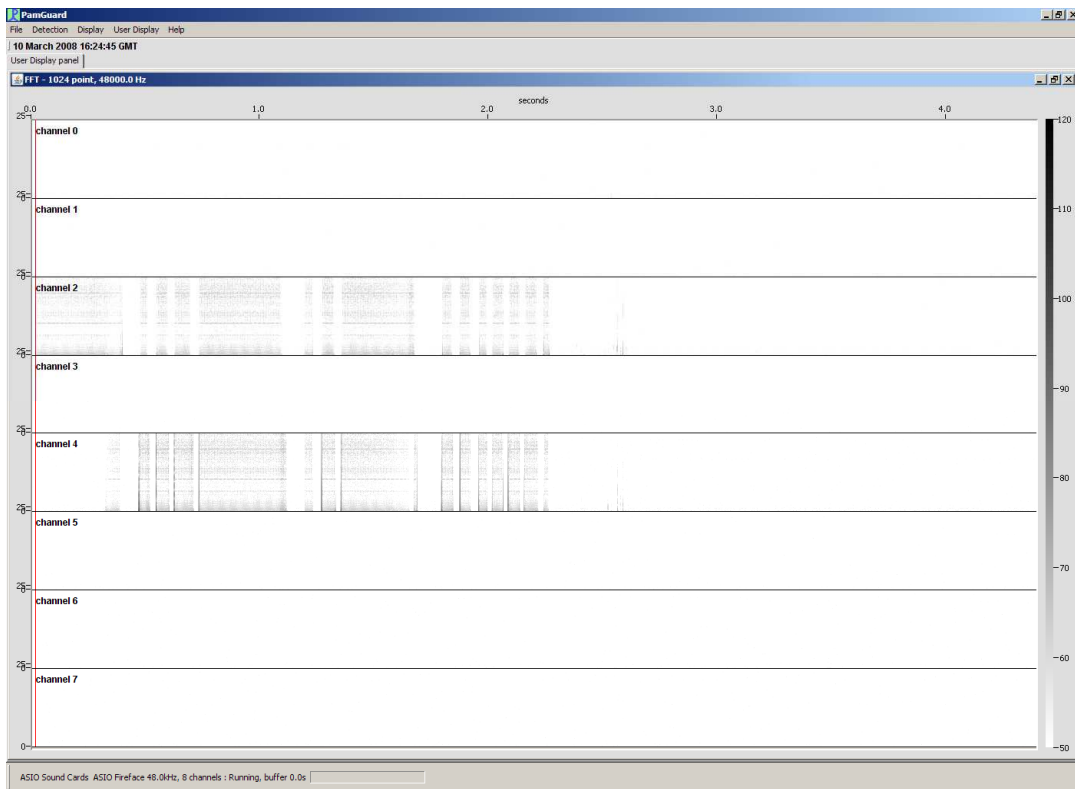 PamGuard
File Detection Display User Display Help
10 March 2008 16:24:45 GMT
User Display panel
FFT - 1024 point, 48000.0 Hz
seconds
0.0 1.0 2.0 3.0 4.0
25
channel 0
120
25
0
channel 1
110
25
0
channel 2
100
25
0
channel 3
90
25
0
channel 4
80
25
0
channel 5
70
25
0
channel 6
60
25
0
channel 7
0
50
ASIO Sound Cards ASIO Fireface 48.0kHz, 8 channels : Running, buffer 0.0s